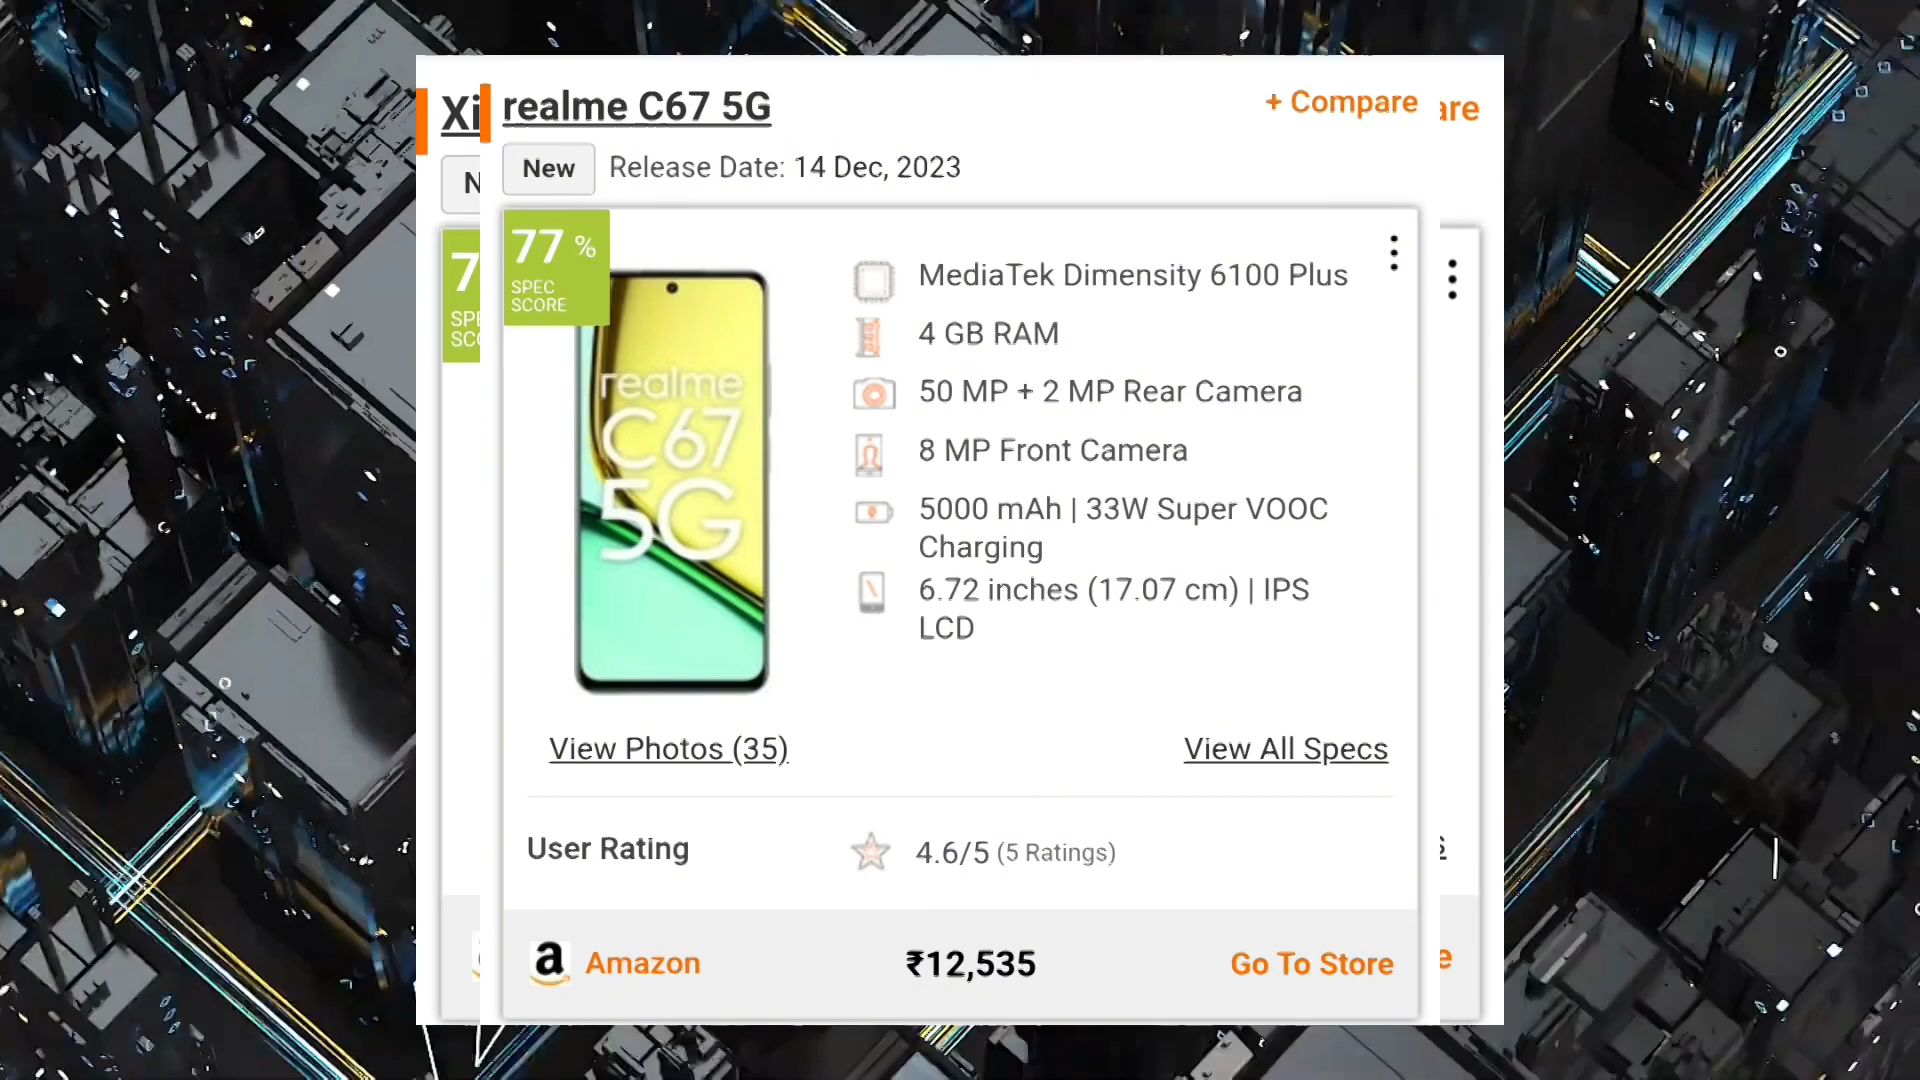 realme C67 5G
+ Compare
are
Xi
New
Release Date: 14 Dec, 2023
N
77 %
SPEC
SCORE
7
MediaTek Dimensity 6100 Plus
4 GB RAM
50 MP + 2 MP Rear Camera
8 MP Front Camera
5000 mAh | 33W Super VOOC
Charging
6.72 inches (17.07 cm) | IPS
LCD
realme
C67
5G
View Photos (35)
View All Specs
User Rating
4.6/5 (5 Ratings)
s
a
Amazon
₹12,535
Go To Store
e